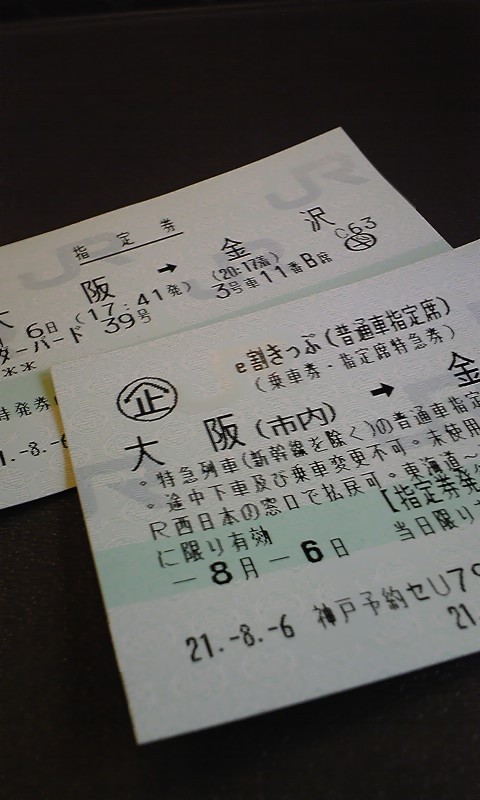 指定券
大阪 → 金沢
6日 (17:41発) (20:17着) C63
ダーバード 39号 3号車 11番B席
**
特発券
.-8.-6
e割きっぷ(普通車指定席)
(乗車券・指定席特急券)
企
大阪(市内) → 金
。特急列車(新幹線を除く)の普通車指定
。途中下車及び乗車変更不可。未使用
R西日本の窓口で払戻可。東海道〜
に限り有効 【指定券発
－8月－6日 当日限り
21.-8.-6 神戸予約セU79
21.
JR
JR